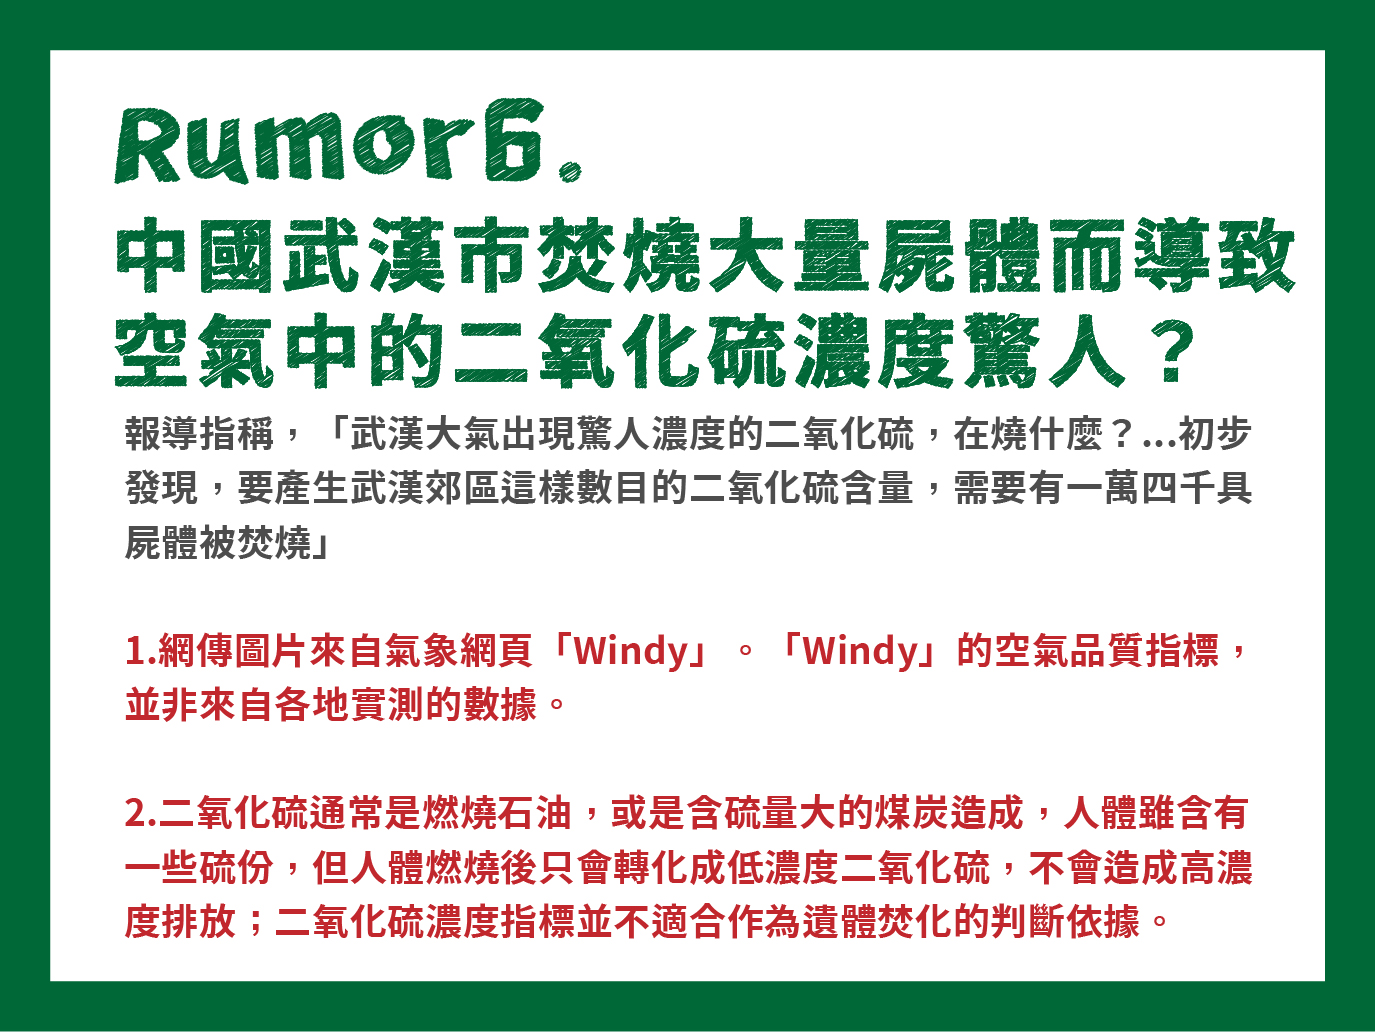 Rumor6.
中國武漢市焚燒大量屍體而導致
空氣中的二氧化硫濃度驚人？
報導指稱，「武漢大氣出現驚人濃度的二氧化硫，在燒什麼？...初步
發現，要產生武漢郊區這樣數目的二氧化硫含量，需要有一萬四千具
屍體被焚燒」
1.網傳圖片來自氣象網頁「Windy」。「Windy」的空氣品質指標，
並非來自各地實測的數據。
2.二氧化硫通常是燃燒石油，或是含硫量大的煤炭造成，人體雖含有
一些硫份，但人體燃燒後只會轉化成低濃度二氧化硫，不會造成高濃
度排放；二氧化硫濃度指標並不適合作為遺體焚化的判斷依據。